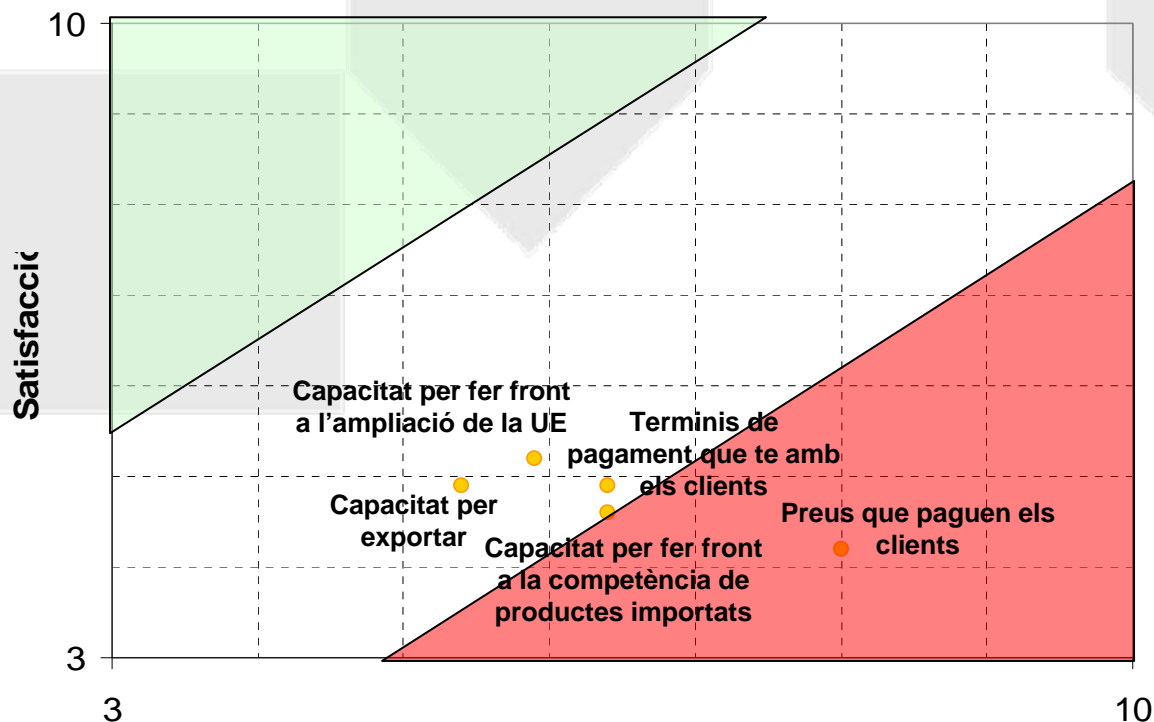 10
Satisfacció
Capacitat per fer front
a l’ampliació de la UE
Terminis de
pagament que te amb
els clients
Capacitat per
exportar
Preus que paguen els
clients
Capacitat per fer front
a la competència de
productes importats
3
3
10